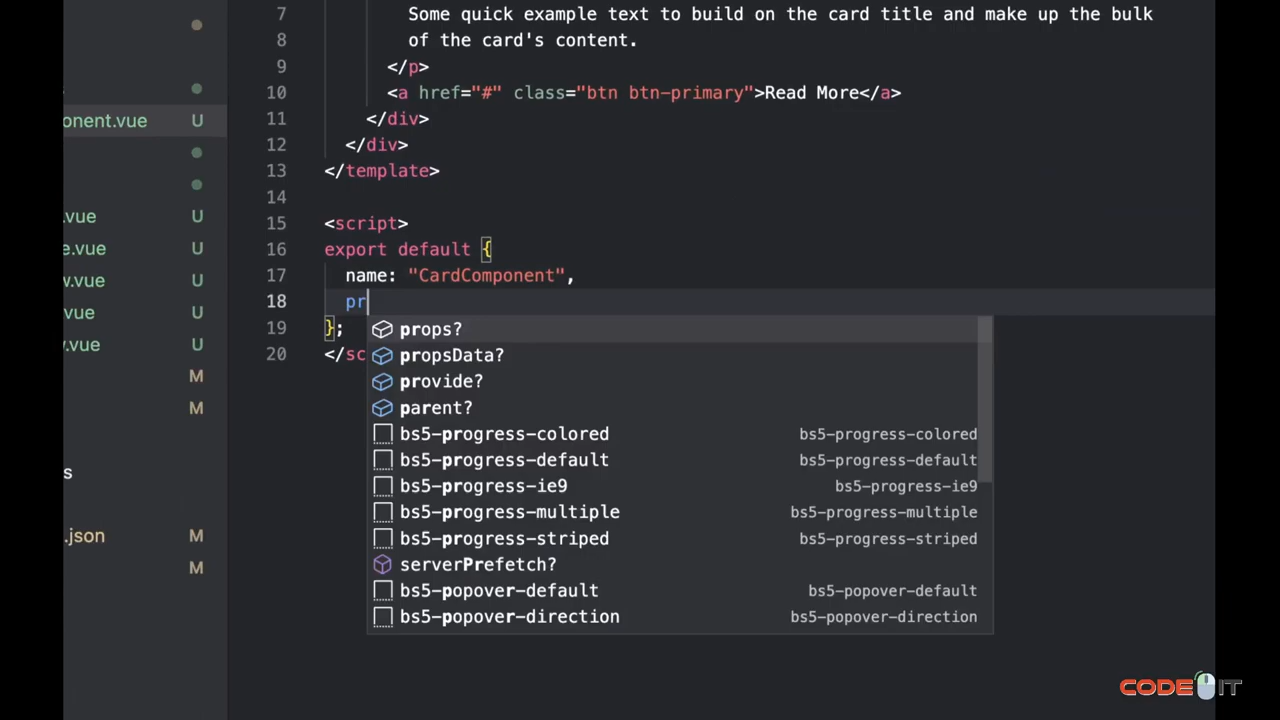 7 Some quick example text to build on the card title and make up the bulk
8 of the card's content.
9 </p>
10 <a href="#" class="btn btn-primary">Read More</a>
11 </div>
12 </div>
13 </template>
14
15 <script>
16 export default {
17 name: "CardComponent",
18 pr
19 };
20 </sc
onent.vue U
.vue U
e.vue U
w.vue U
vue U
v.vue U
M
M
s
.json M
M
props?
propsData?
provide?
parent?
bs5-progress-colored bs5-progress-colored
bs5-progress-default bs5-progress-default
bs5-progress-ie9 bs5-progress-ie9
bs5-progress-multiple bs5-progress-multiple
bs5-progress-striped bs5-progress-striped
serverPrefetch?
bs5-popover-default bs5-popover-default
bs5-popover-direction bs5-popover-direction
CODE IT